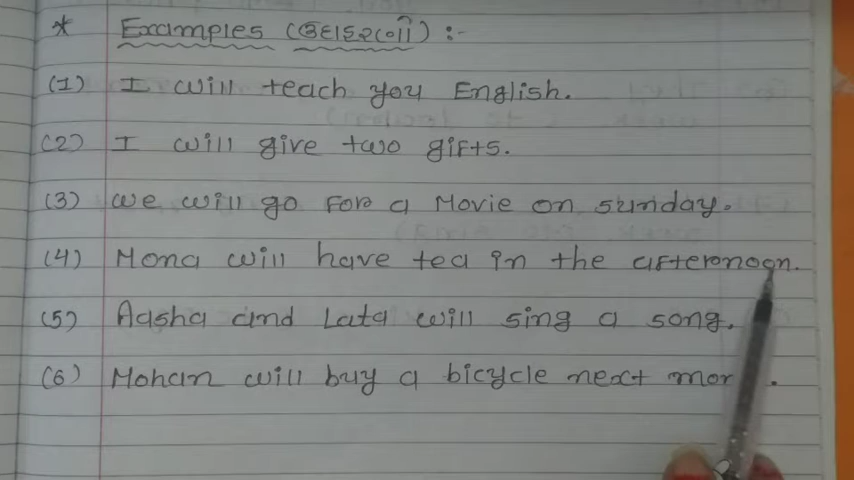 * Examples (ઉદાહરણો) :-
(1) I will teach you English.
(2) I will give two gifts.
(3) We will go for a Movie on sunday.
(4) Mona will have tea in the afternoon.
(5) Aasha and Lata will sing a song.
(6) Mohan will buy a bicycle next